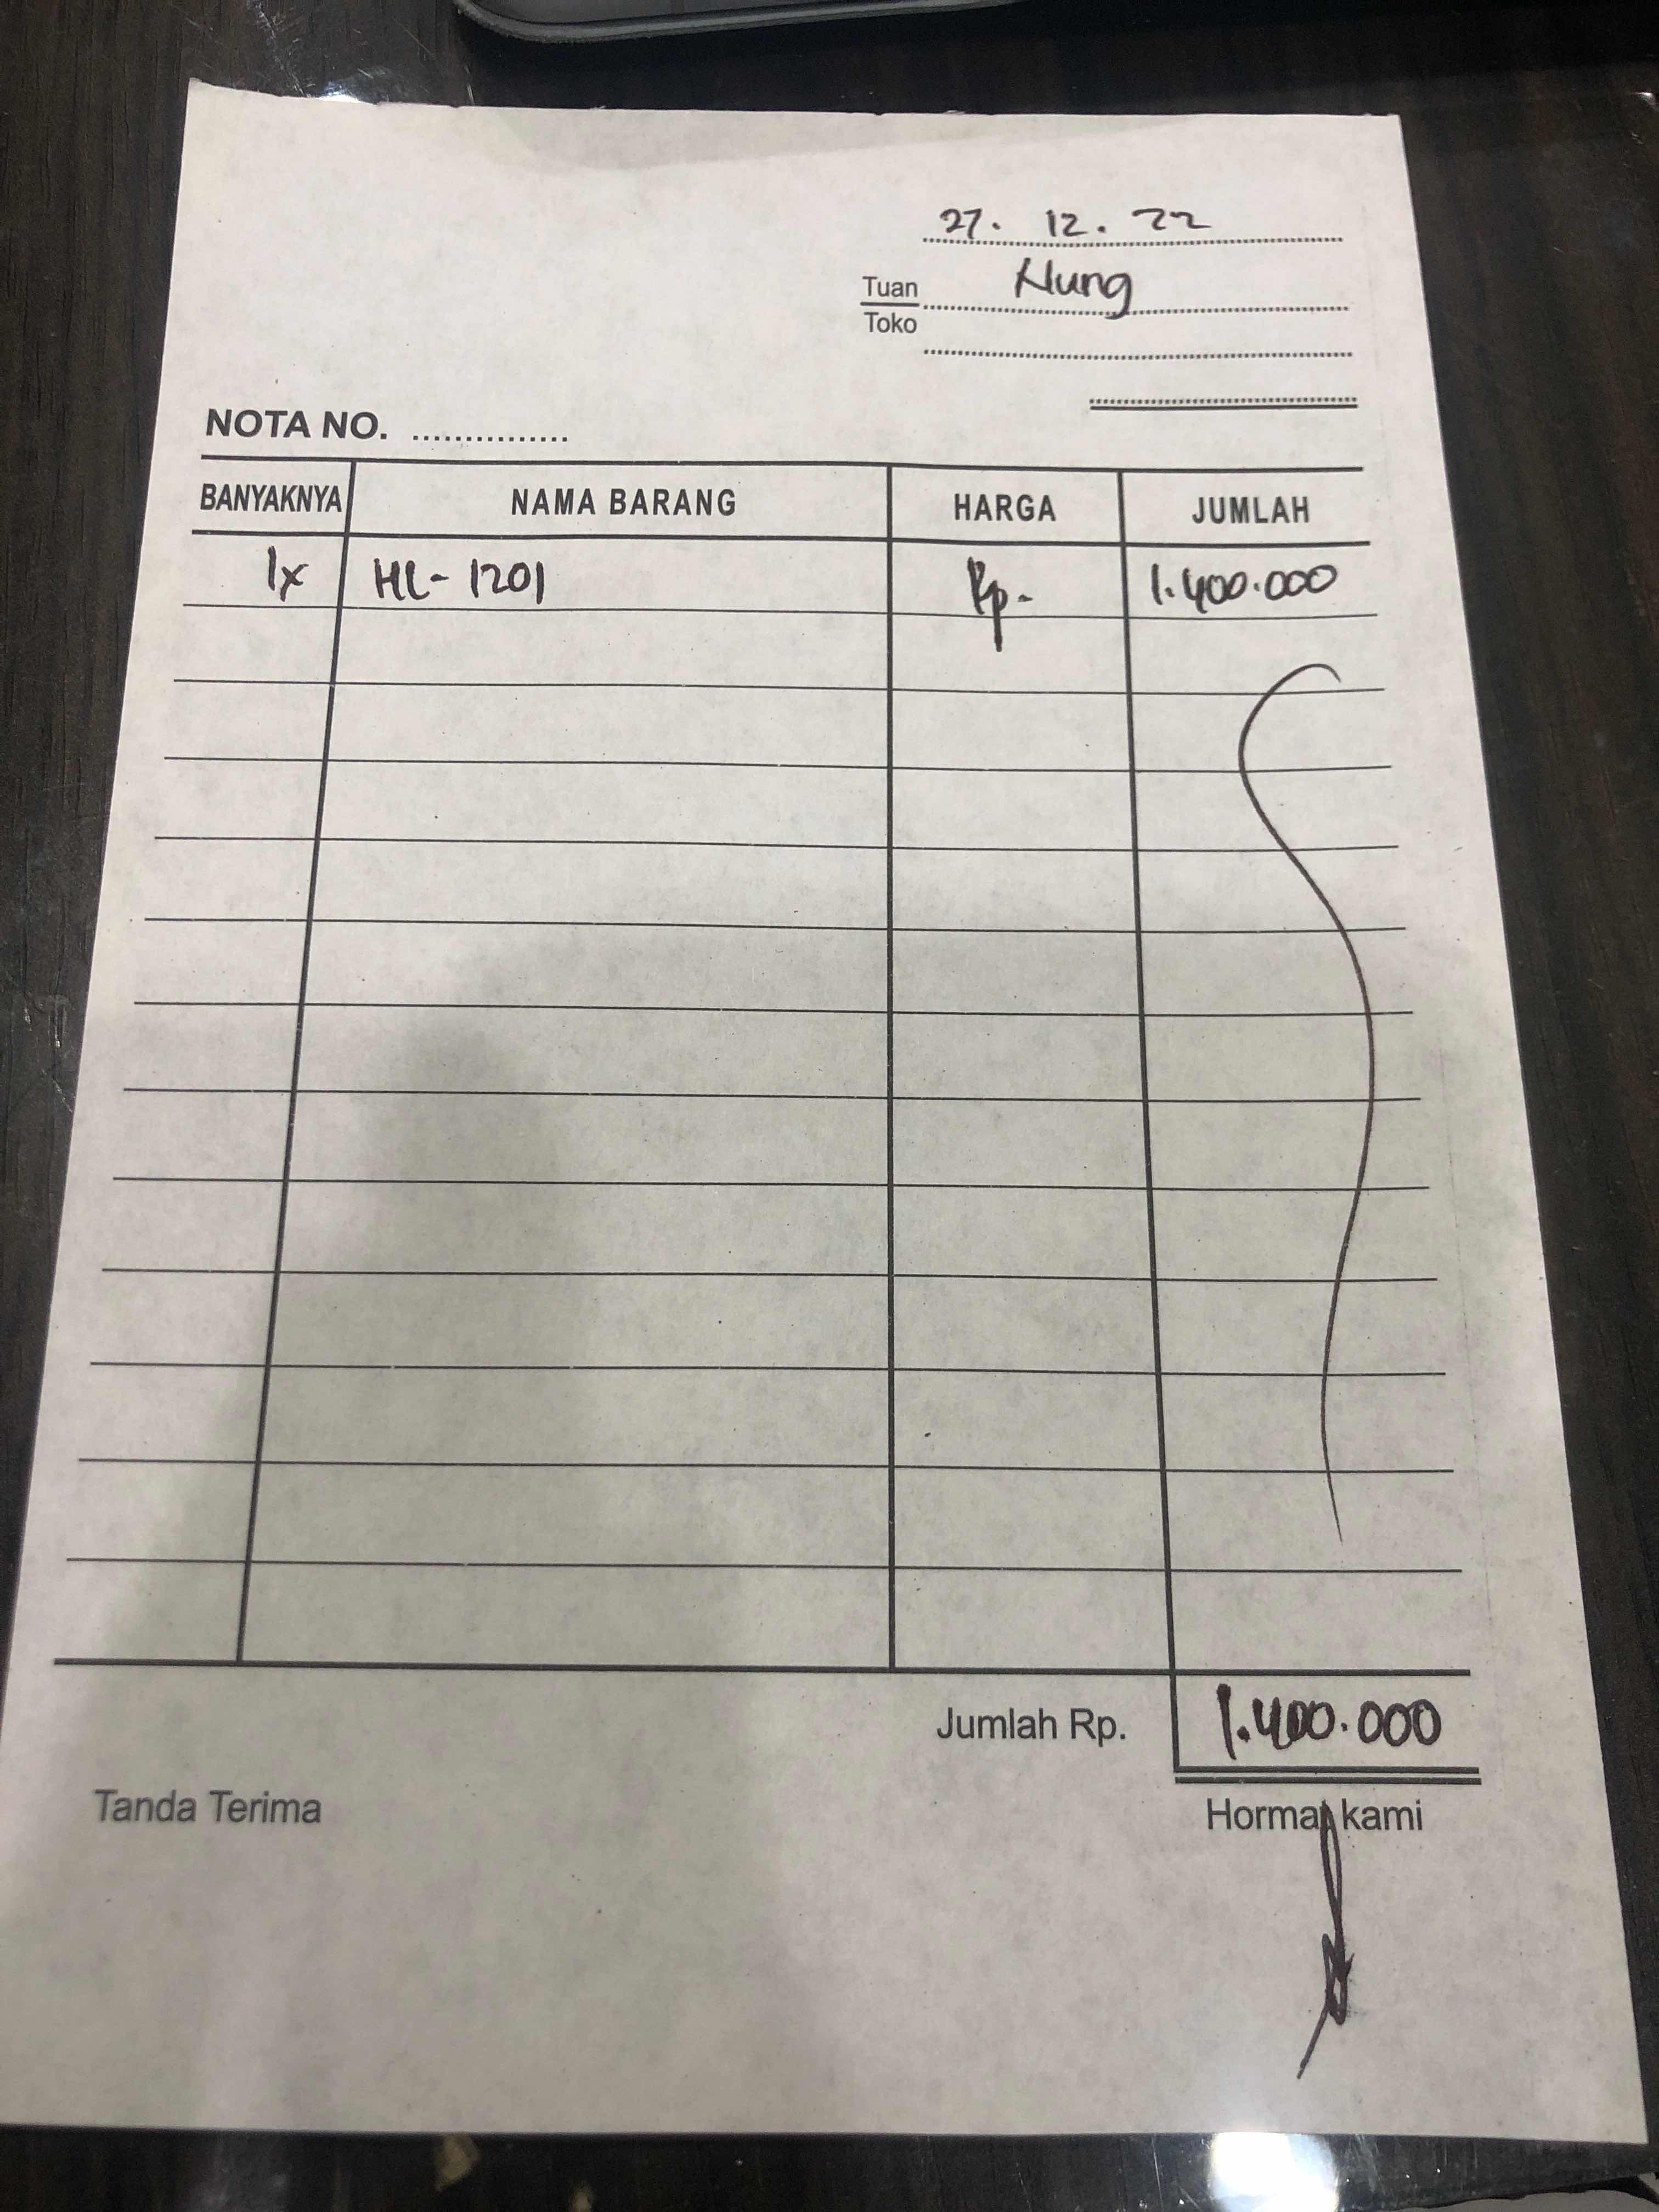 27. 12. 22
Tuan Nung
Toko
NOTA NO. ...............
BANYAKNYA NAMA BARANG HARGA JUMLAH
1x HL-1201 Rp. 1.400.000
Jumlah Rp. 1.400.000
Tanda Terima Hormat kami